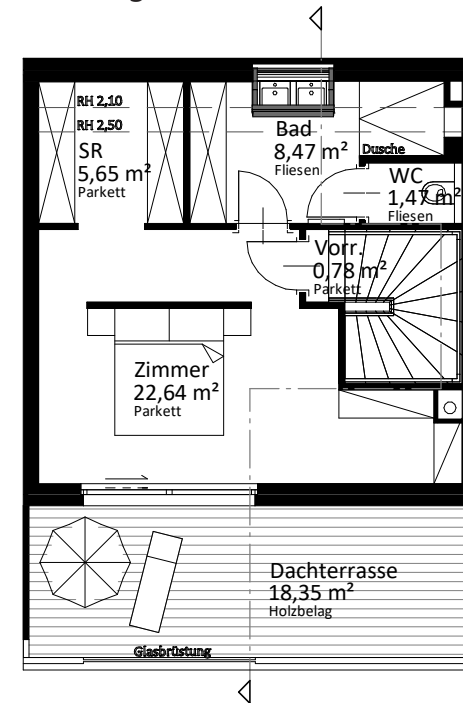 RH 2,10
RH 2,50
SR
5,65 m²
Parkett
Bad
8,47 m²
Fliesen
Dusche
WC
1,47 m²
Fliesen
Vorr.
0,78 m²
Parkett
Zimmer
22,64 m²
Parkett
Dachterrasse
18,35 m²
Holzbelag
Glasbrüstung